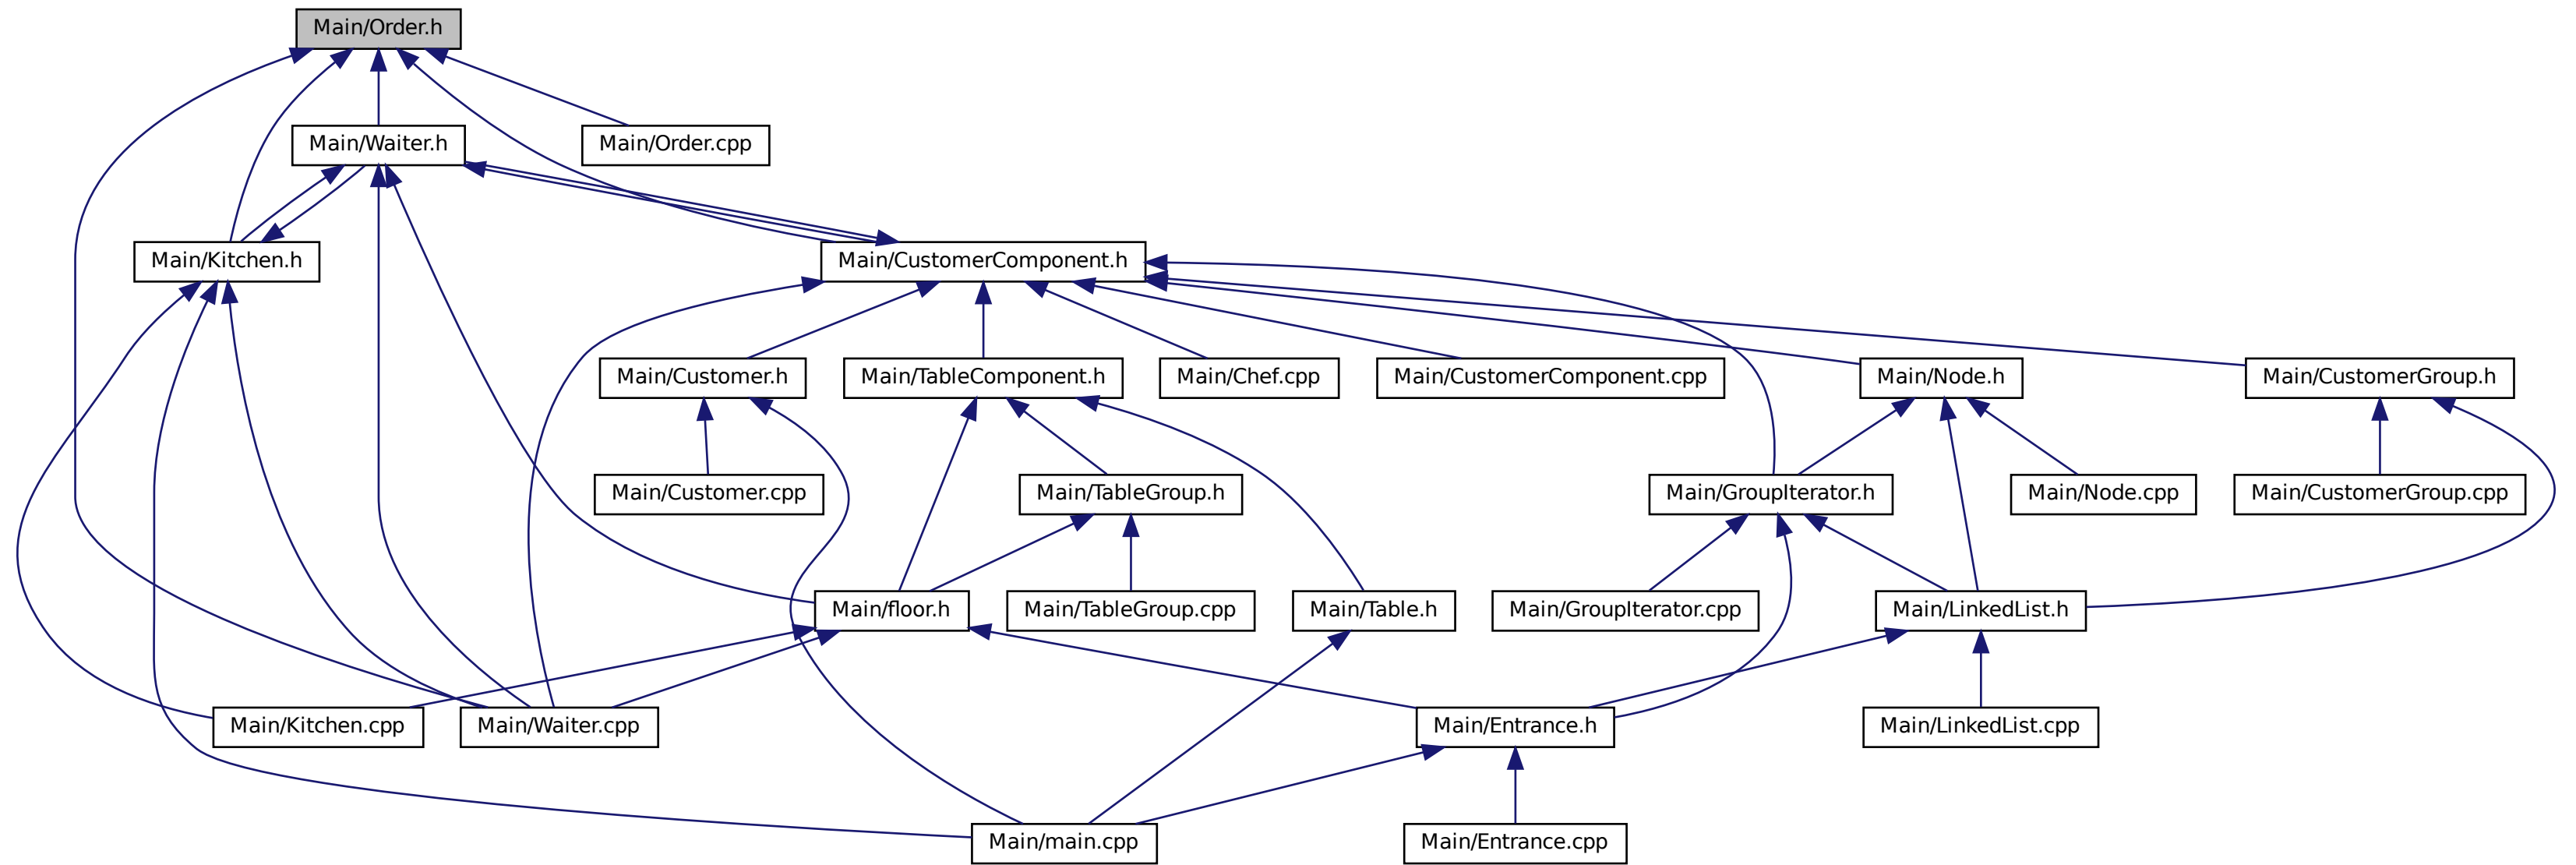 Main/Order.h
Main/Waiter.h
Main/Order.cpp
Main/Kitchen.h
Main/CustomerComponent.h
Main/Customer.h
Main/TableComponent.h
Main/Chef.cpp
Main/CustomerComponent.cpp
Main/Node.h
Main/CustomerGroup.h
Main/Customer.cpp
Main/TableGroup.h
Main/GroupIterator.h
Main/Node.cpp
Main/CustomerGroup.cpp
Main/floor.h
Main/TableGroup.cpp
Main/Table.h
Main/GroupIterator.cpp
Main/LinkedList.h
Main/Kitchen.cpp
Main/Waiter.cpp
Main/Entrance.h
Main/LinkedList.cpp
Main/main.cpp
Main/Entrance.cpp